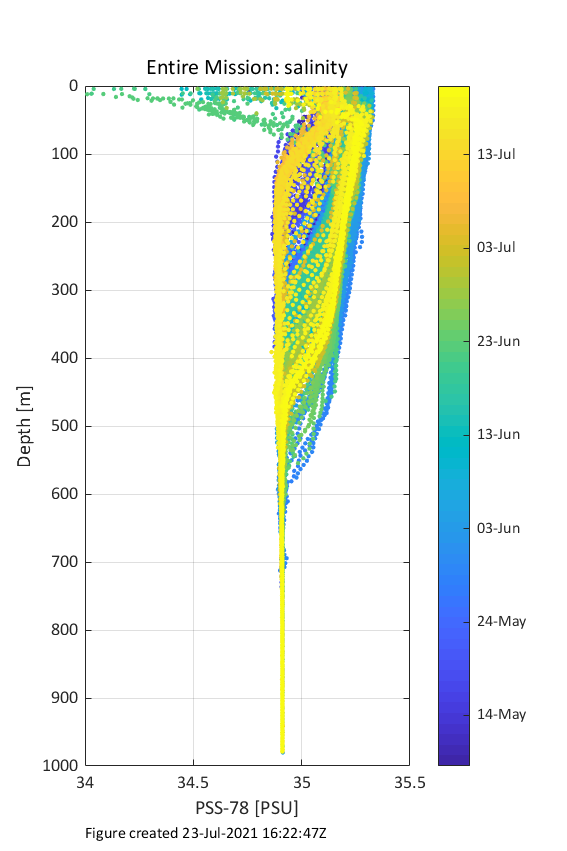 Entire Mission: salinity
0
100
200
300
400
500
600
700
800
900
1000
Depth [m]
34
34.5
35
35.5
PSS-78 [PSU]
13-Jul
03-Jul
23-Jun
13-Jun
03-Jun
24-May
14-May
Figure created 23-Jul-2021 16:22:47Z